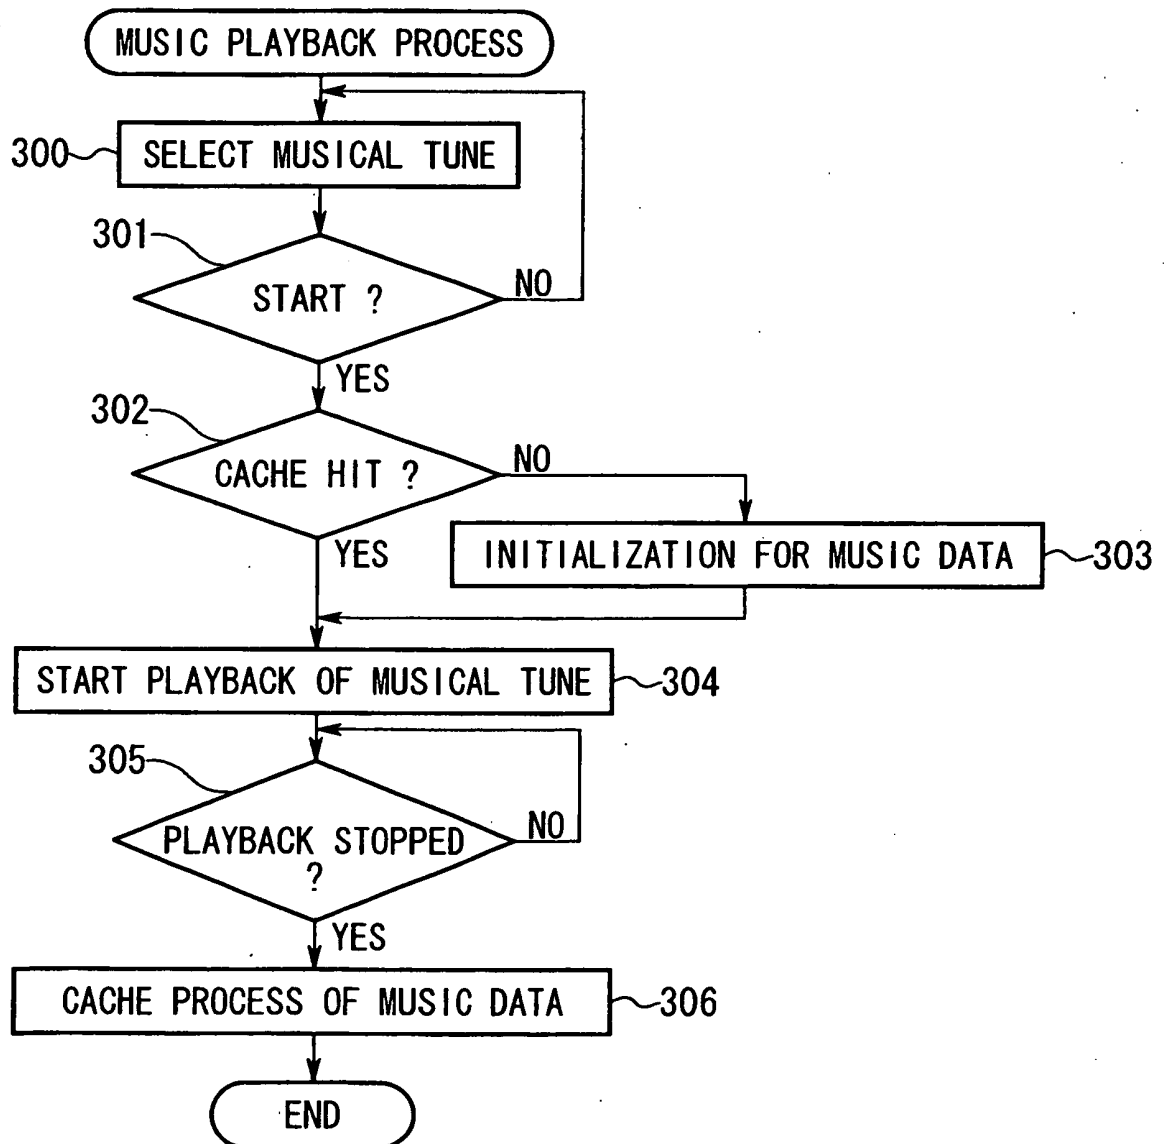 MUSIC PLAYBACK PROCESS
300 SELECT MUSICAL TUNE
301
START ? NO
YES
302
CACHE HIT ? NO
YES
INITIALIZATION FOR MUSIC DATA 303
START PLAYBACK OF MUSICAL TUNE 304
305
PLAYBACK STOPPED NO
?
YES
CACHE PROCESS OF MUSIC DATA 306
END